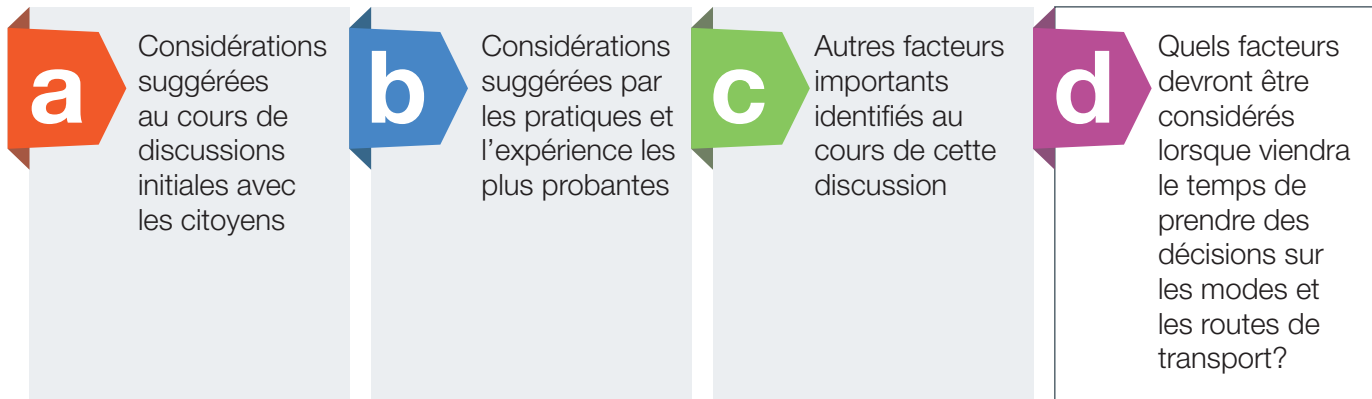 a
Considérations
suggérées
au cours de
discussions
initiales avec
les citoyens
b
Considérations
suggérées par
les pratiques et
l'expérience les
plus probantes
c
Autres facteurs
importants
identifiés au
cours de cette
discussion
d
Quels facteurs
devront être
considérés
lorsque viendra
le temps de
prendre des
décisions sur
les modes et
les routes de
transport?